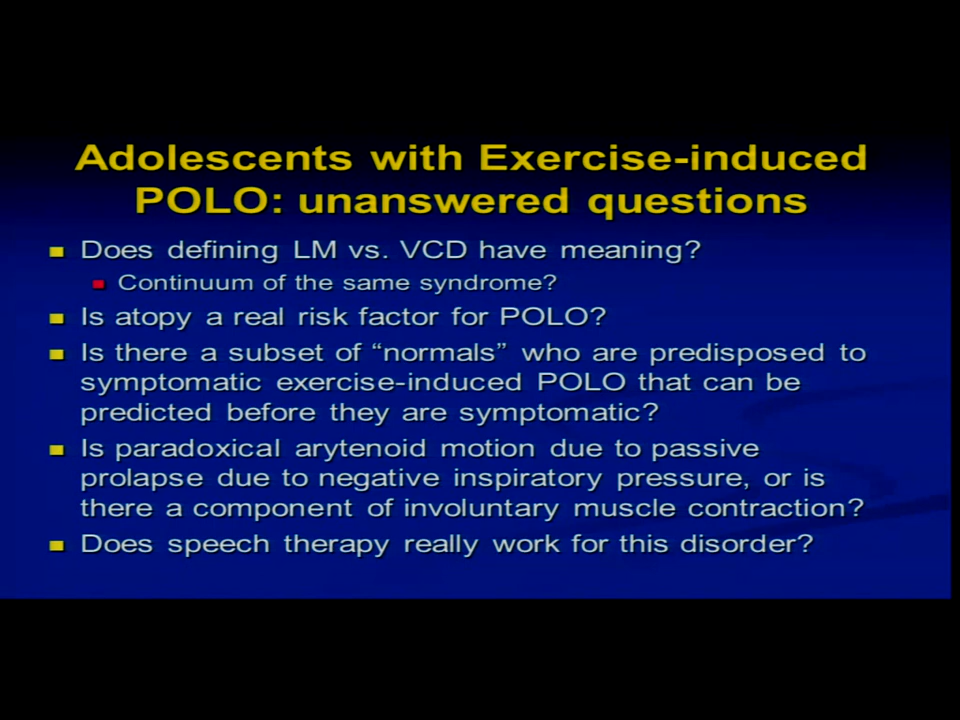 Adolescents with Exercise-induced
POLO: unanswered questions
Does defining LM vs. VCD have meaning?
Continuum of the same syndrome?
Is atopy a real risk factor for POLO?
Is there a subset of “normals” who are predisposed to
symptomatic exercise-induced POLO that can be
predicted before they are symptomatic?
Is paradoxical arytenoid motion due to passive
prolapse due to negative inspiratory pressure, or is
there a component of involuntary muscle contraction?
Does speech therapy really work for this disorder?